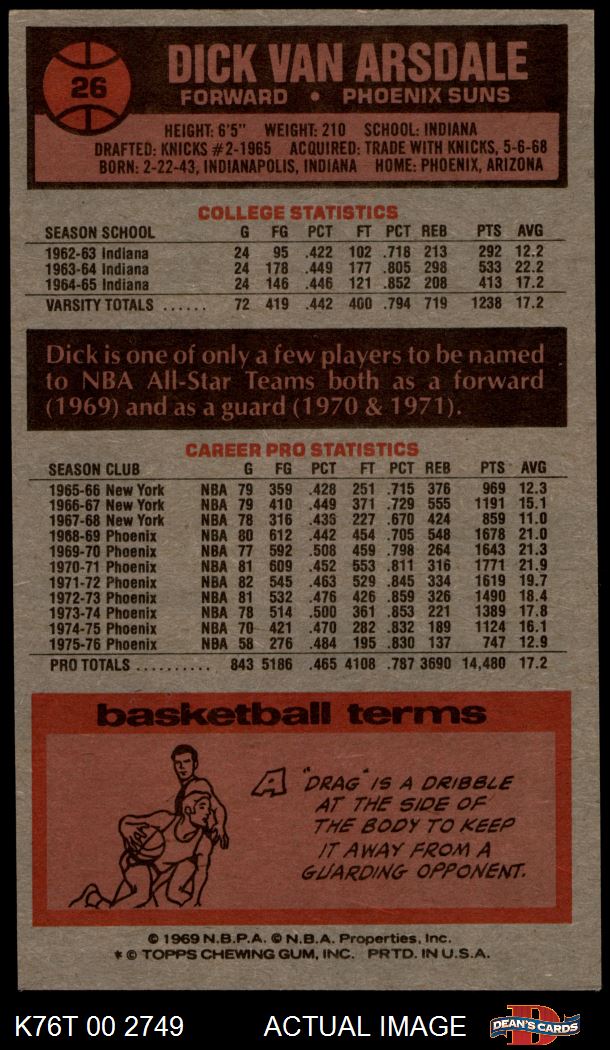 26
DICK VAN ARSDALE
FORWARD • PHOENIX SUNS
HEIGHT: 6'5" WEIGHT: 210 SCHOOL: INDIANA
DRAFTED: KNICKS #2-1965 ACQUIRED: TRADE WITH KNICKS, 5-6-68
BORN: 2-22-43, INDIANAPOLIS, INDIANA HOME: PHOENIX, ARIZONA
COLLEGE STATISTICS
SEASON SCHOOL G FG PCT FT PCT REB PTS AVG
1962-63 Indiana 24 95 .422 102 .718 213 292 12.2
1963-64 Indiana 24 178 .449 177 .805 298 533 22.2
1964-65 Indiana 24 146 .446 121 .852 208 413 17.2
VARSITY TOTALS ...... 72 419 .442 400 .794 719 1238 17.2
Dick is one of only a few players to be named
to NBA All-Star Teams both as a forward
(1969) and as a guard (1970 & 1971).
CAREER PRO STATISTICS
SEASON CLUB G FG PCT FT PCT REB PTS AVG
1965-66 New York NBA 79 359 .428 251 .715 376 969 12.3
1966-67 New York NBA 79 410 .449 371 .729 555 1191 15.1
1967-68 New York NBA 78 316 .435 227 .670 424 859 11.0
1968-69 Phoenix NBA 80 612 .442 454 .705 548 1678 21.0
1969-70 Phoenix NBA 77 592 .508 459 .798 264 1643 21.3
1970-71 Phoenix NBA 81 609 .452 553 .811 316 1771 21.9
1971-72 Phoenix NBA 82 545 .463 529 .845 334 1619 19.7
1972-73 Phoenix NBA 81 532 .476 426 .859 326 1490 18.4
1973-74 Phoenix NBA 78 514 .500 361 .853 221 1389 17.8
1974-75 Phoenix NBA 70 421 .470 282 .832 189 1124 16.1
1975-76 Phoenix NBA 58 276 .484 195 .830 137 747 12.9
PRO TOTALS .......... 843 5186 .465 4108 .787 3690 14,480 17.2
basketball terms
A "DRAG" IS A DRIBBLE
AT THE SIDE OF
THE BODY TO KEEP
IT AWAY FROM A
GUARDING OPPONENT.
© 1969 N.B.P.A. © N.B.A. Properties, Inc.
* © TOPPS CHEWING GUM, INC. PRTD. IN U.S.A.
K76T 00 2749 ACTUAL IMAGE D DEAN'S CARDS